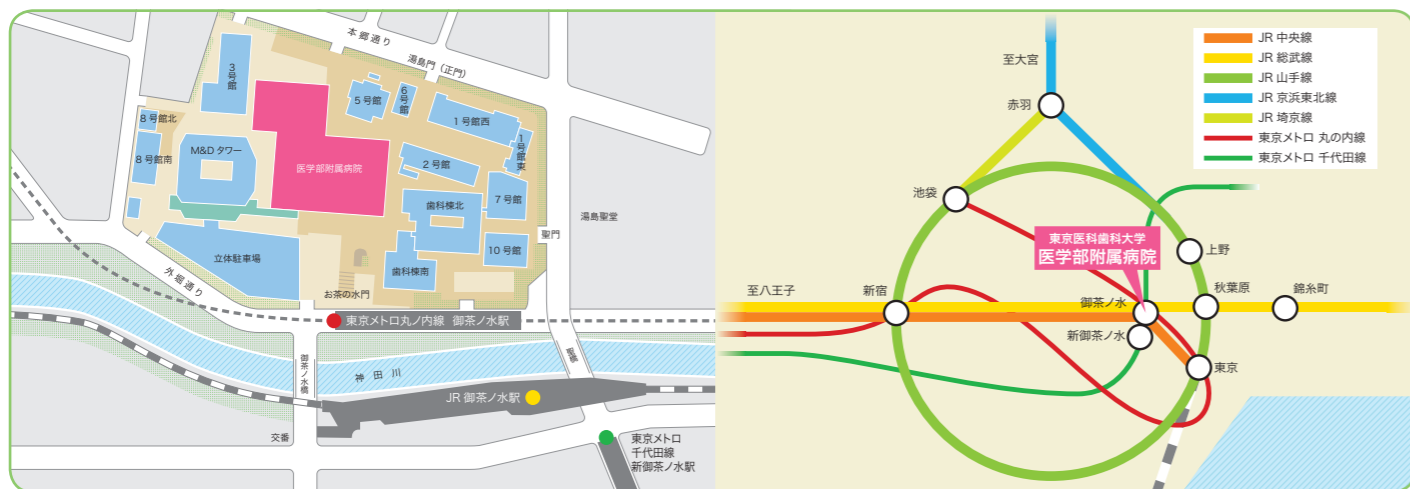 本郷通り
湯島門（正門）
3号館
5号館
6号館
1号館西
1号館東
8号館北
8号館南
M&Dタワー
医学部附属病院
2号館
歯科棟北
7号館
湯島聖堂
聖門
10号館
立体駐車場
歯科棟南
外堀通り
お茶の水門
東京メトロ丸ノ内線 御茶ノ水駅
御茶ノ水橋
神田川
JR 御茶ノ水駅
交番
東京メトロ
千代田線
新御茶ノ水駅
JR 中央線
JR 総武線
JR 山手線
JR 京浜東北線
JR 埼京線
東京メトロ 丸の内線
東京メトロ 千代田線
至大宮
赤羽
池袋
東京医科歯科大学
医学部附属病院
上野
至八王子
新宿
御茶ノ水
秋葉原
錦糸町
新御茶ノ水
東京